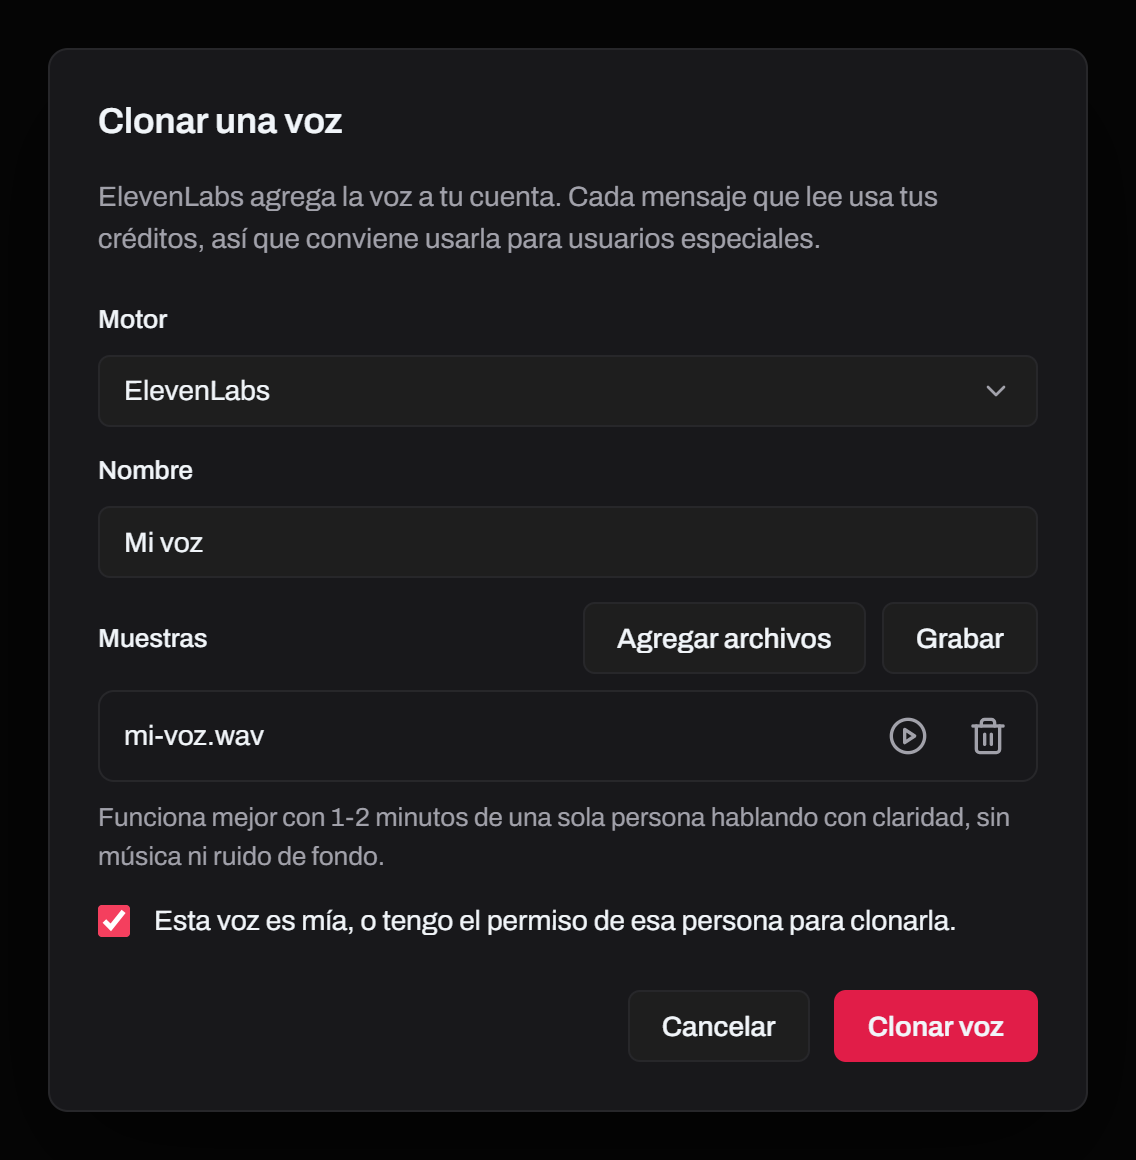 Clonar una voz
ElevenLabs agrega la voz a tu cuenta. Cada mensaje que lee usa tus
créditos, así que conviene usarla para usuarios especiales.
Motor
ElevenLabs
Nombre
Mi voz
Muestras
Agregar archivos
Grabar
mi-voz.wav
Funciona mejor con 1-2 minutos de una sola persona hablando con claridad, sin
música ni ruido de fondo.
Esta voz es mía, o tengo el permiso de esa persona para clonarla.
Cancelar
Clonar voz